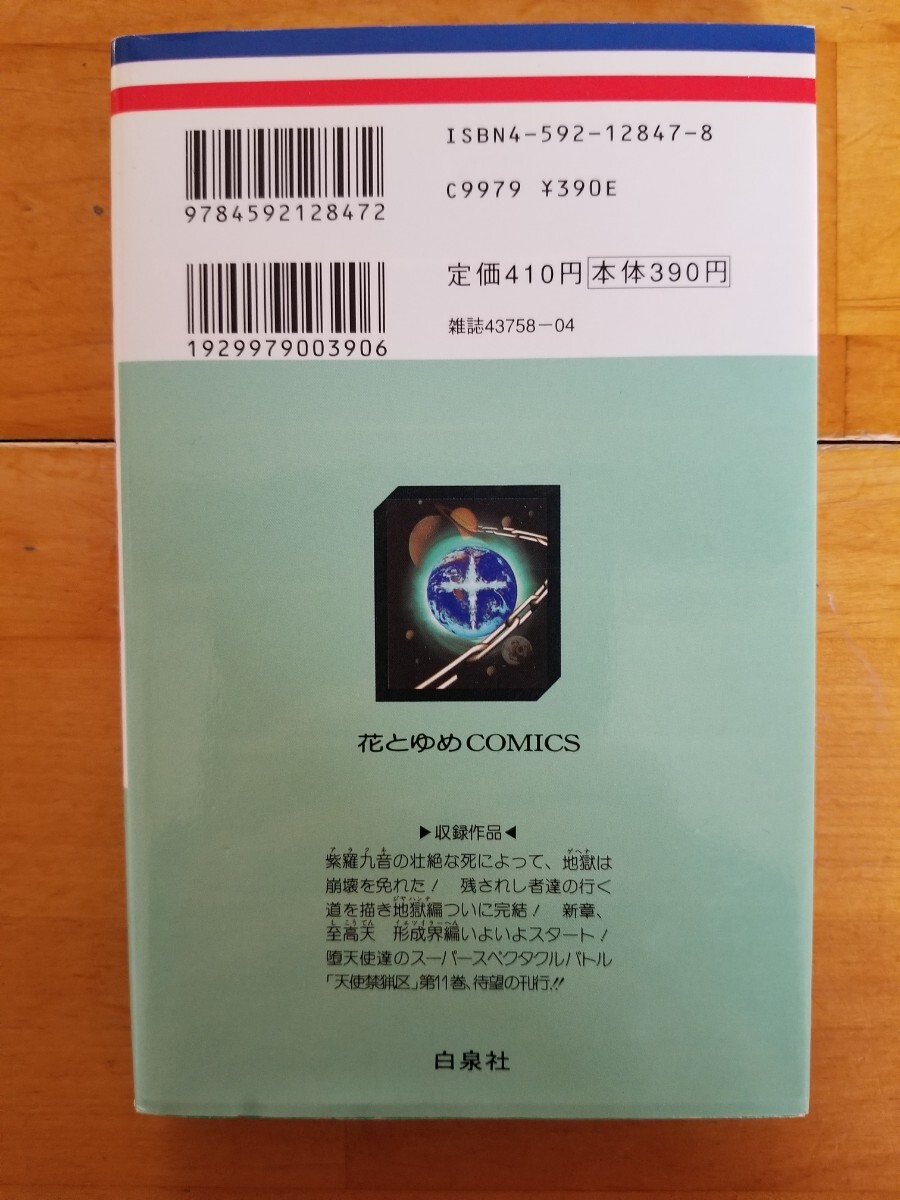 ISBN4-592-12847-8
9784592128472
C9979 ¥390E
定価410円 本体390円
1929979003906
雑誌43758-04
花とゆめCOMICS
▶収録作品◀
紫羅九音の壮絶な死によって、地獄は
崩壊を免れた! 残されし者達の行く
道を描き地獄編ついに完結! 新章、
至高天 形成界編いよいよスタート!
堕天使達のスーパースペクタクルバトル
「天使禁猟区」第11巻、待望の刊行!!
白泉社